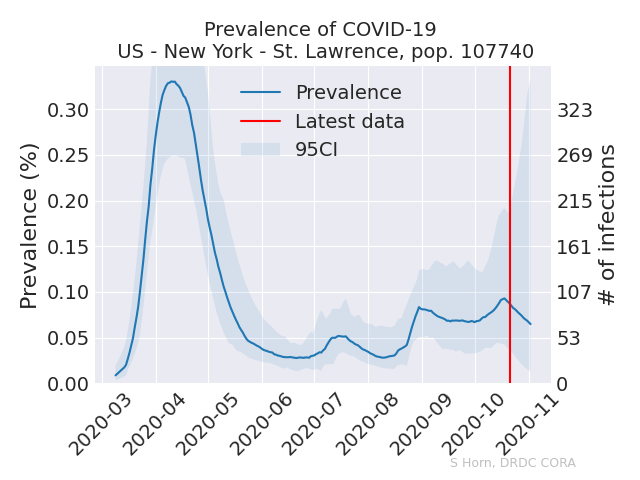 Prevalence of COVID-19
US - New York - St. Lawrence, pop. 107740
Prevalence
Latest data
95CI
Prevalence (%)
0.30
0.25
0.20
0.15
0.10
0.05
0.00
323
269
215
161
107
53
0
# of infections
2020-03
2020-04
2020-05
2020-06
2020-07
2020-08
2020-09
2020-10
2020-11
S Horn, DRDC CORA